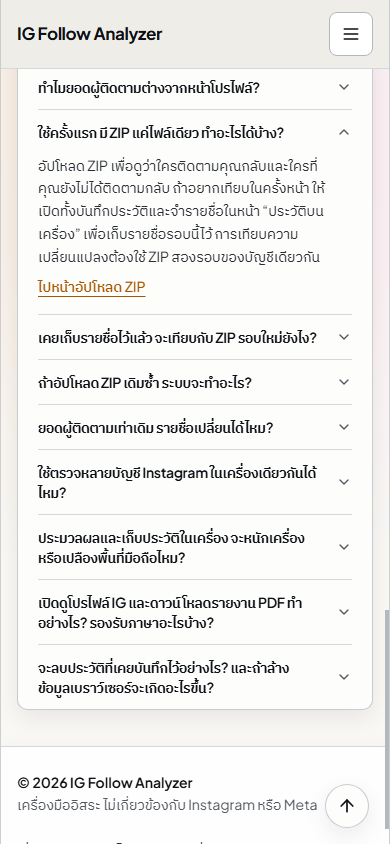 IG Follow Analyzer
ทำไมยอดผู้ติดตามต่างจากหน้าโปรไฟล์?
ใช้ครั้งแรก มี ZIP แค่ไฟล์เดียว ทำอะไรได้บ้าง?
อัปโหลด ZIP เพื่อดูว่าใครติดตามคุณกลับและใครที่
คุณยังไม่ได้ติดตามกลับ ถ้าอยากเทียบในครั้งหน้า ให้
เปิดทั้งบันทึกประวัติและจำรายชื่อในหน้า “ประวัติบน
เครื่อง” เพื่อเก็บรายชื่อรอบนี้ไว้ การเทียบความ
เปลี่ยนแปลงต้องใช้ ZIP สองรอบของบัญชีเดียวกัน
ไปหน้าอัปโหลด ZIP
เคยเก็บรายชื่อไว้แล้ว จะเทียบกับ ZIP รอบใหม่ยังไง?
ถ้าอัปโหลด ZIP เดิมซ้ำ ระบบจะทำอะไร?
ยอดผู้ติดตามเท่าเดิม รายชื่อเปลี่ยนได้ไหม?
ใช้ตรวจหลายบัญชี Instagram ในเครื่องเดียวกันได้
ไหม?
ประมวลผลและเก็บประวัติในเครื่อง จะหนักเครื่อง
หรือเปลืองพื้นที่มือถือไหม?
เปิดดูโปรไฟล์ IG และดาวน์โหลดรายงาน PDF ทำ
อย่างไร? รองรับภาษาอะไรบ้าง?
จะลบประวัติที่เคยบันทึกไว้อย่างไร? และถ้าล้าง
ข้อมูลเบราว์เซอร์จะเกิดอะไรขึ้น?
© 2026 IG Follow Analyzer
เครื่องมืออิสระ ไม่เกี่ยวข้องกับ Instagram หรือ Meta